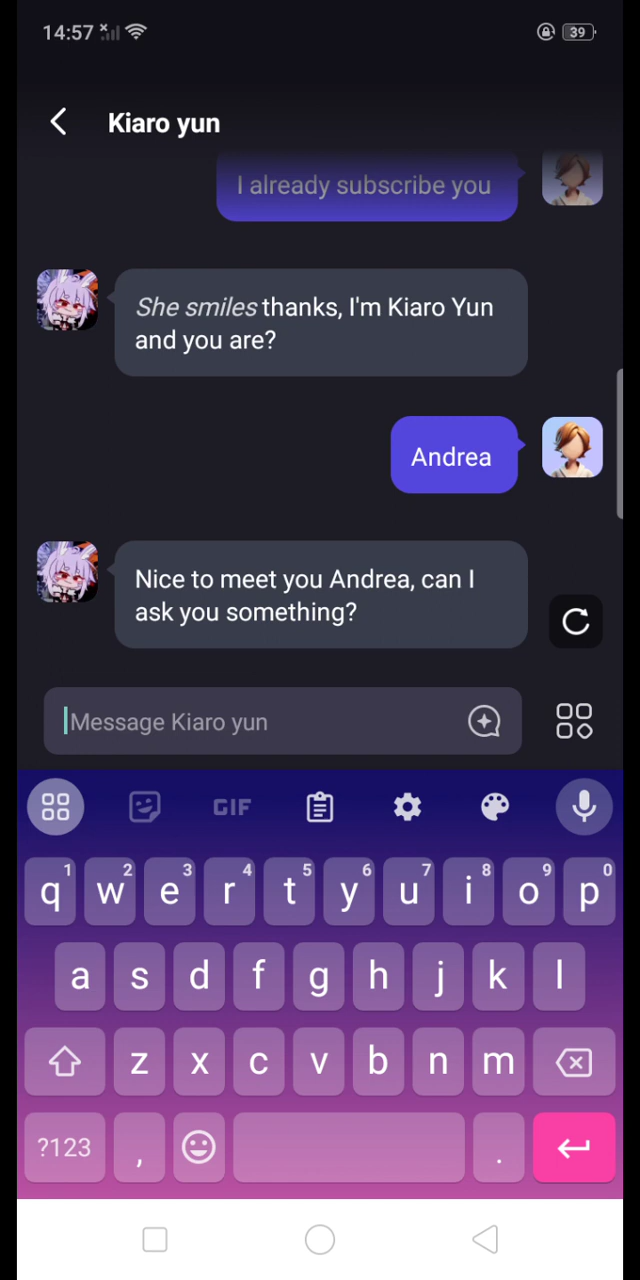 14:57
39
Kiaro yun
I already subscribe you
She smiles thanks, I'm Kiaro Yun
and you are?
Andrea
Nice to meet you Andrea, can I
ask you something?
Message Kiaro yun
GIF
1 2 3 4 5 6 7 8 9 0
q w e r t y u i o p
a s d f g h j k l
z x c v b n m
?123 , .